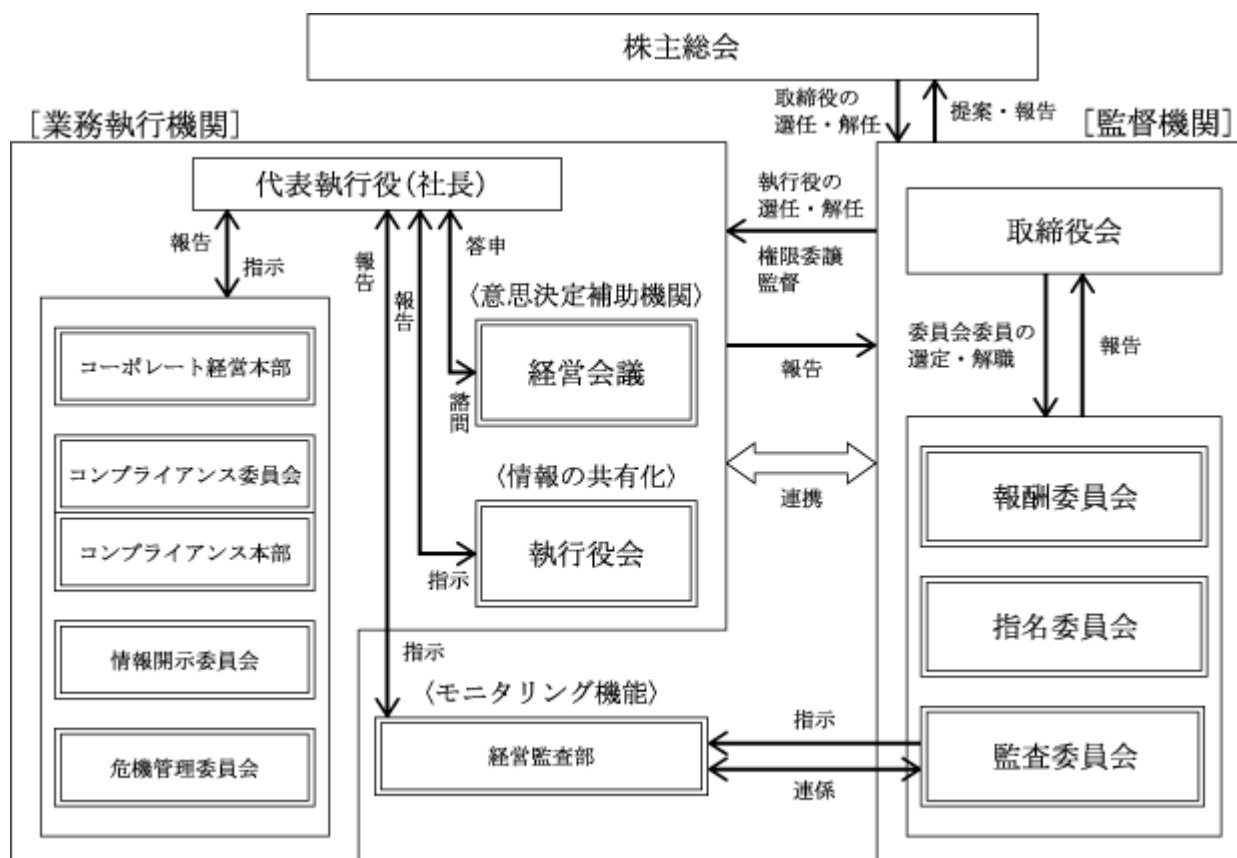 株主総会
取締役の
選任・解任
提案・報告
[業務執行機関]
[監督機関]
代表執行役(社長)
執行役の
選任・解任
権限委譲
監督
取締役会
報告
指示
報告
報告
答申
〈意思決定補助機関〉
経営会議
諮問
報告
委員会委員の
選定・解職
報告
コーポレート経営本部
コンプライアンス委員会
コンプライアンス本部
情報開示委員会
危機管理委員会
〈情報の共有化〉
執行役会
指示
連携
報酬委員会
指名委員会
監査委員会
指示
〈モニタリング機能〉
経営監査部
指示
連係